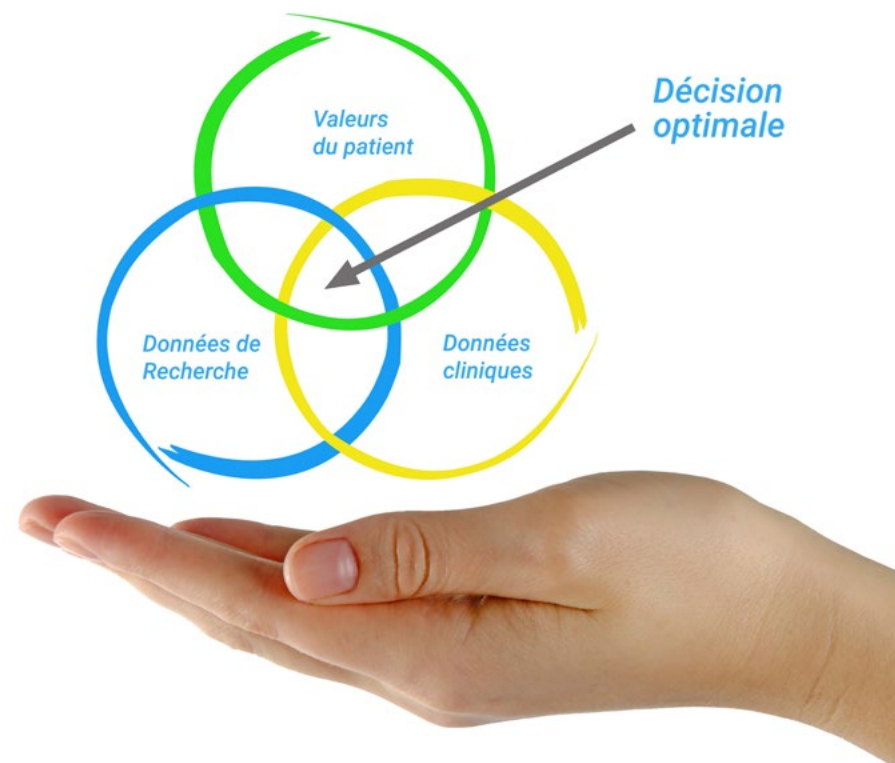 Valeurs
du patient
Décision
optimale
Données de
Recherche
Données
cliniques